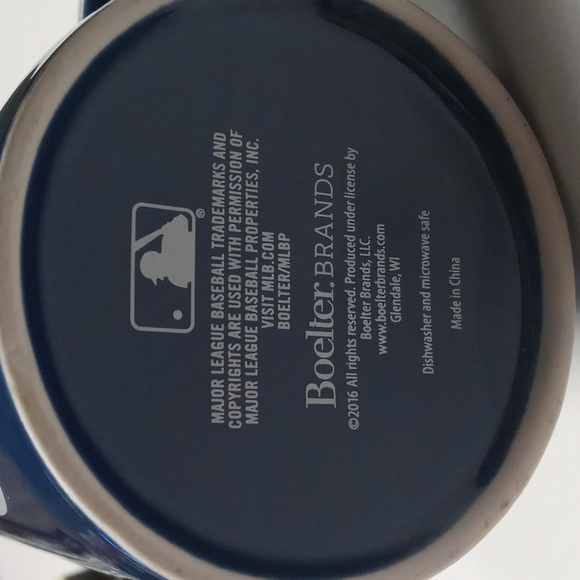 ®
MAJOR LEAGUE BASEBALL TRADEMARKS AND
COPYRIGHTS ARE USED WITH PERMISSION OF
MAJOR LEAGUE BASEBALL PROPERTIES, INC.
VISIT MLB.COM
BOELTER/MLBP
Boelter. BRANDS
©2016 All rights reserved. Produced under license by
Boelter Brands, LLC.
www.boelterbrands.com
Glendale, WI
Dishwasher and microwave safe
Made in China